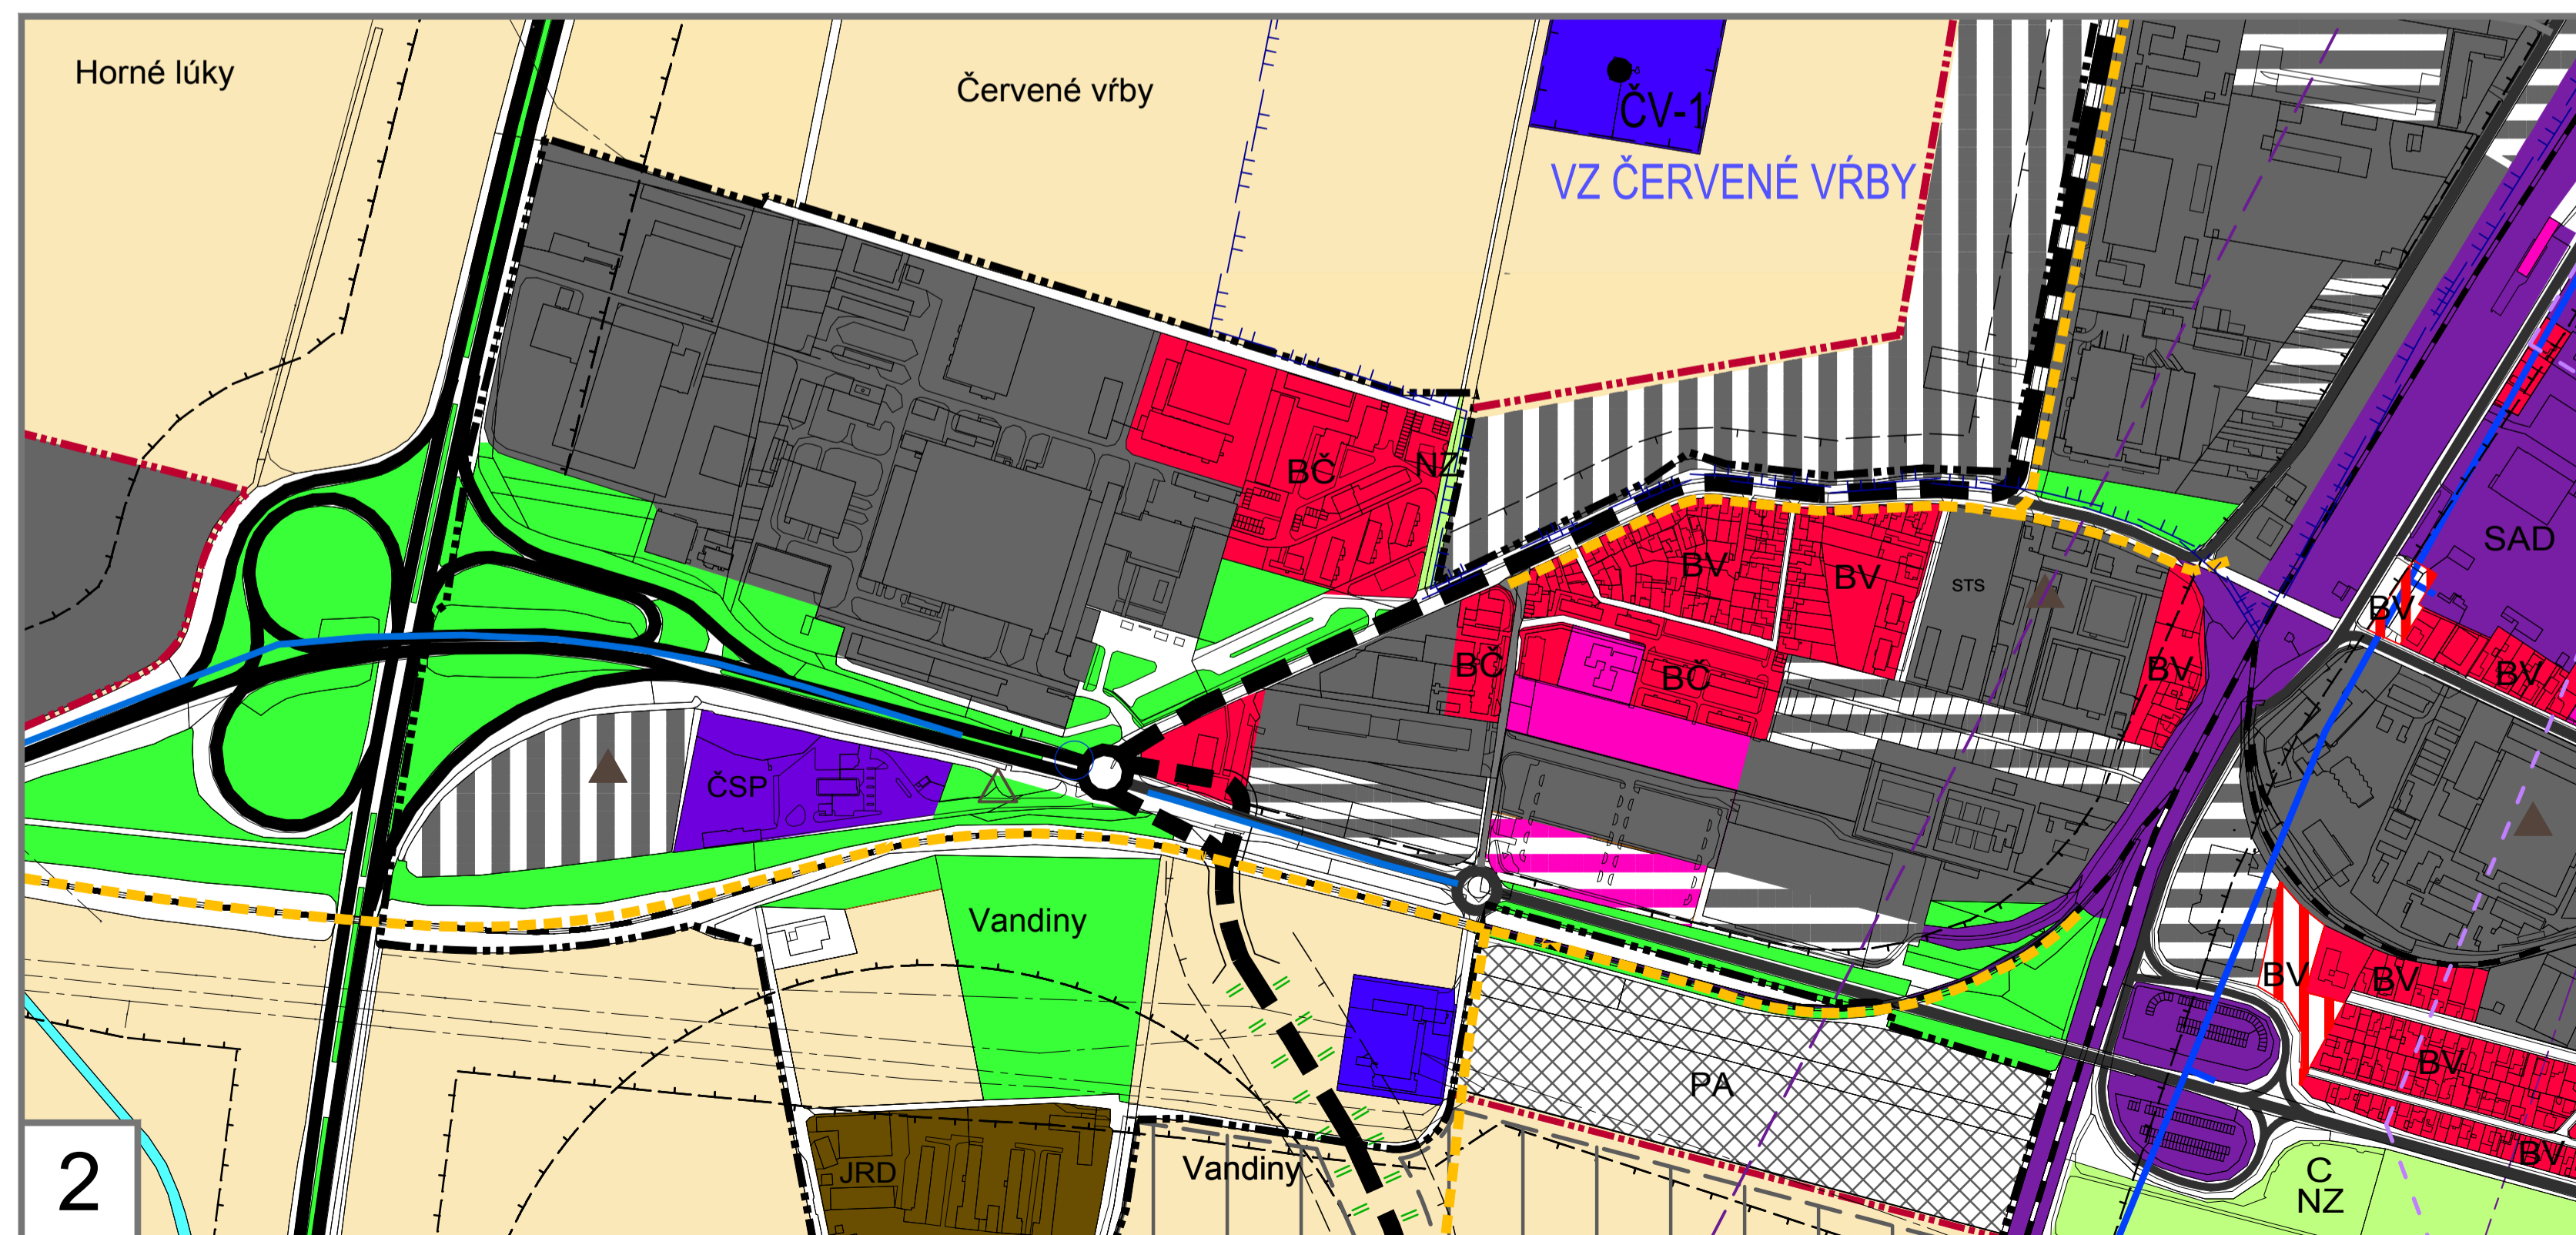 Horné lúky
Červené vŕby
ČV-1
VZ ČERVENÉ VŔBY
BČ
NZ
SAD
BV
BV
STS
BV
BČ
BČ
BV
BV
ČSP
Vandiny
BV
BV
BV
PA
BV
JRD
Vandiny
C
NZ
2